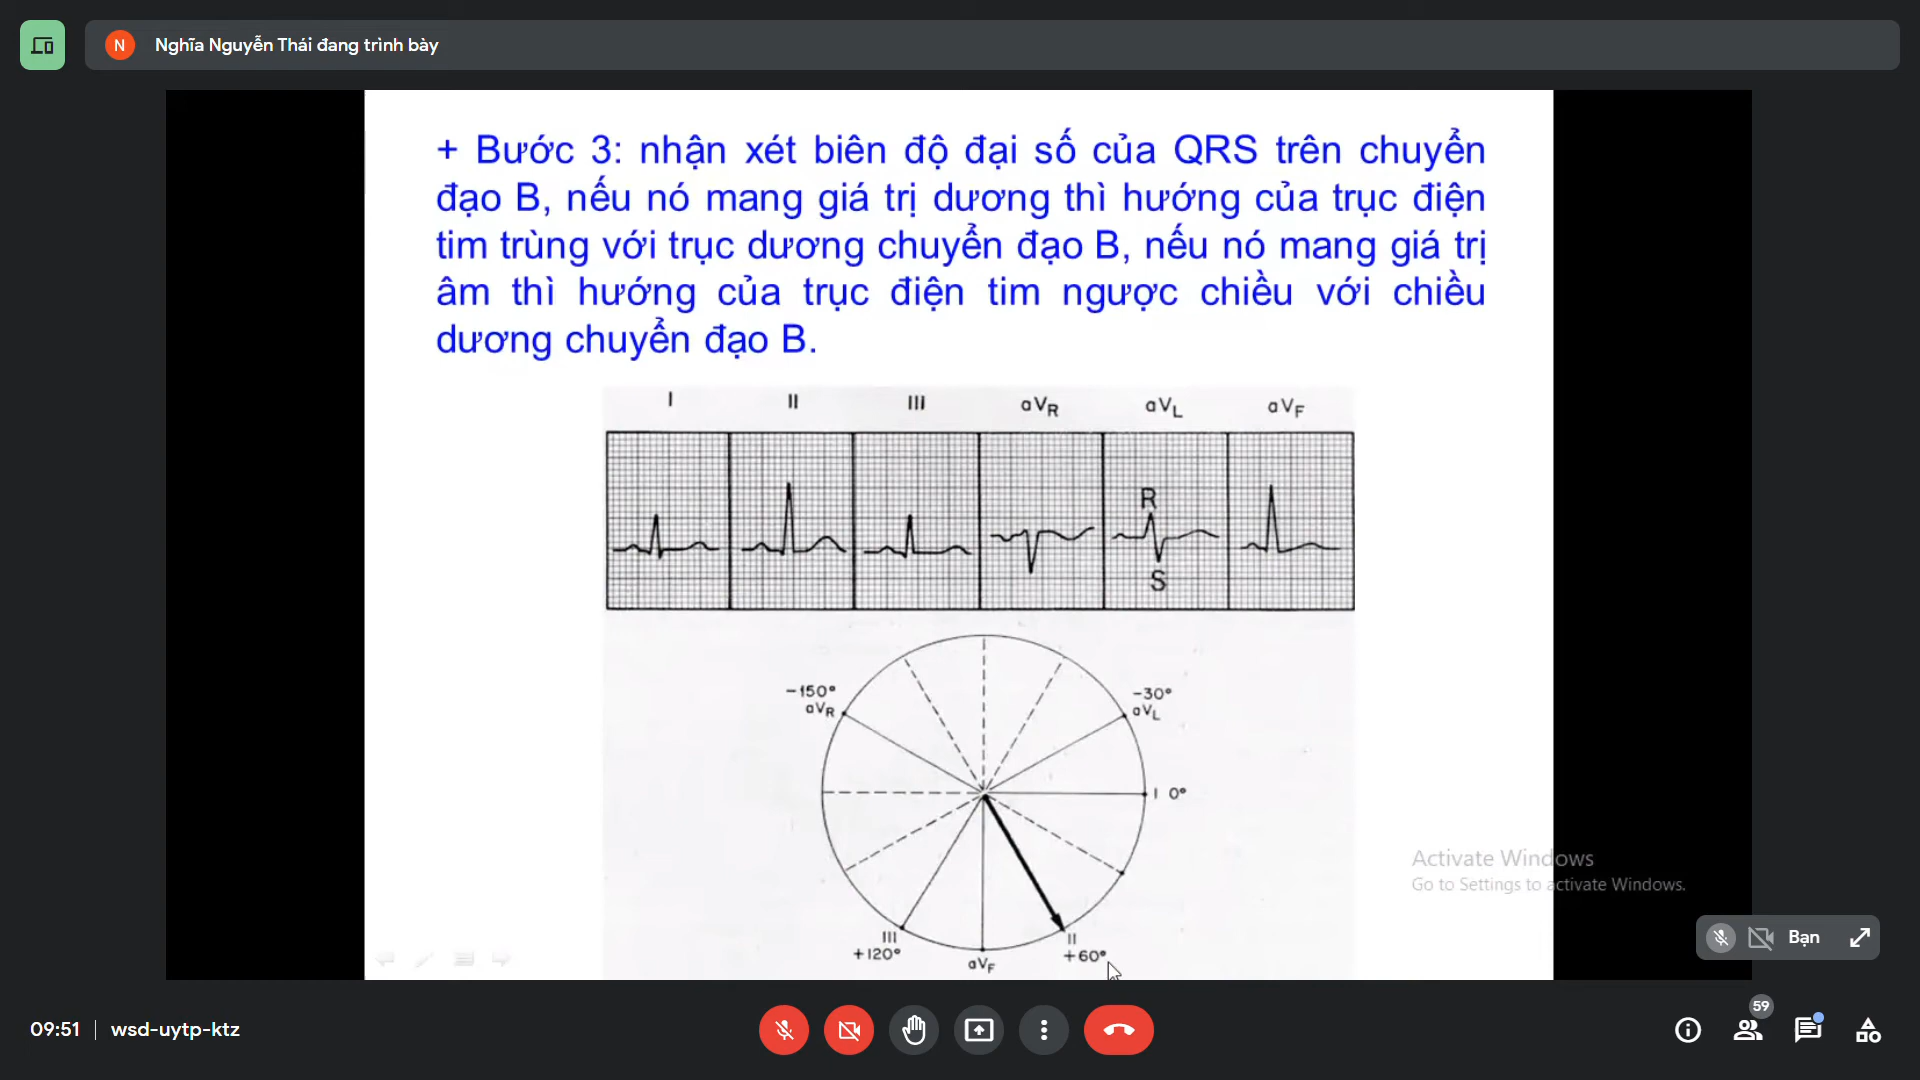 N Nghĩa Nguyễn Thái đang trình bày
+ Bước 3: nhận xét biên độ đại số của QRS trên chuyển
đạo B, nếu nó mang giá trị dương thì hướng của trục điện
tim trùng với trục dương chuyển đạo B, nếu nó mang giá trị
âm thì hướng của trục điện tim ngược chiều với chiều
dương chuyển đạo B.
I II III aVR aVL aVF
R
S
-150°
aVR
-30°
aVL
I 0°
III
+120°
aVF
II
+60°
Activate Windows
Go to Settings to activate Windows.
Bạn
59
09:51 | wsd-uytp-ktz